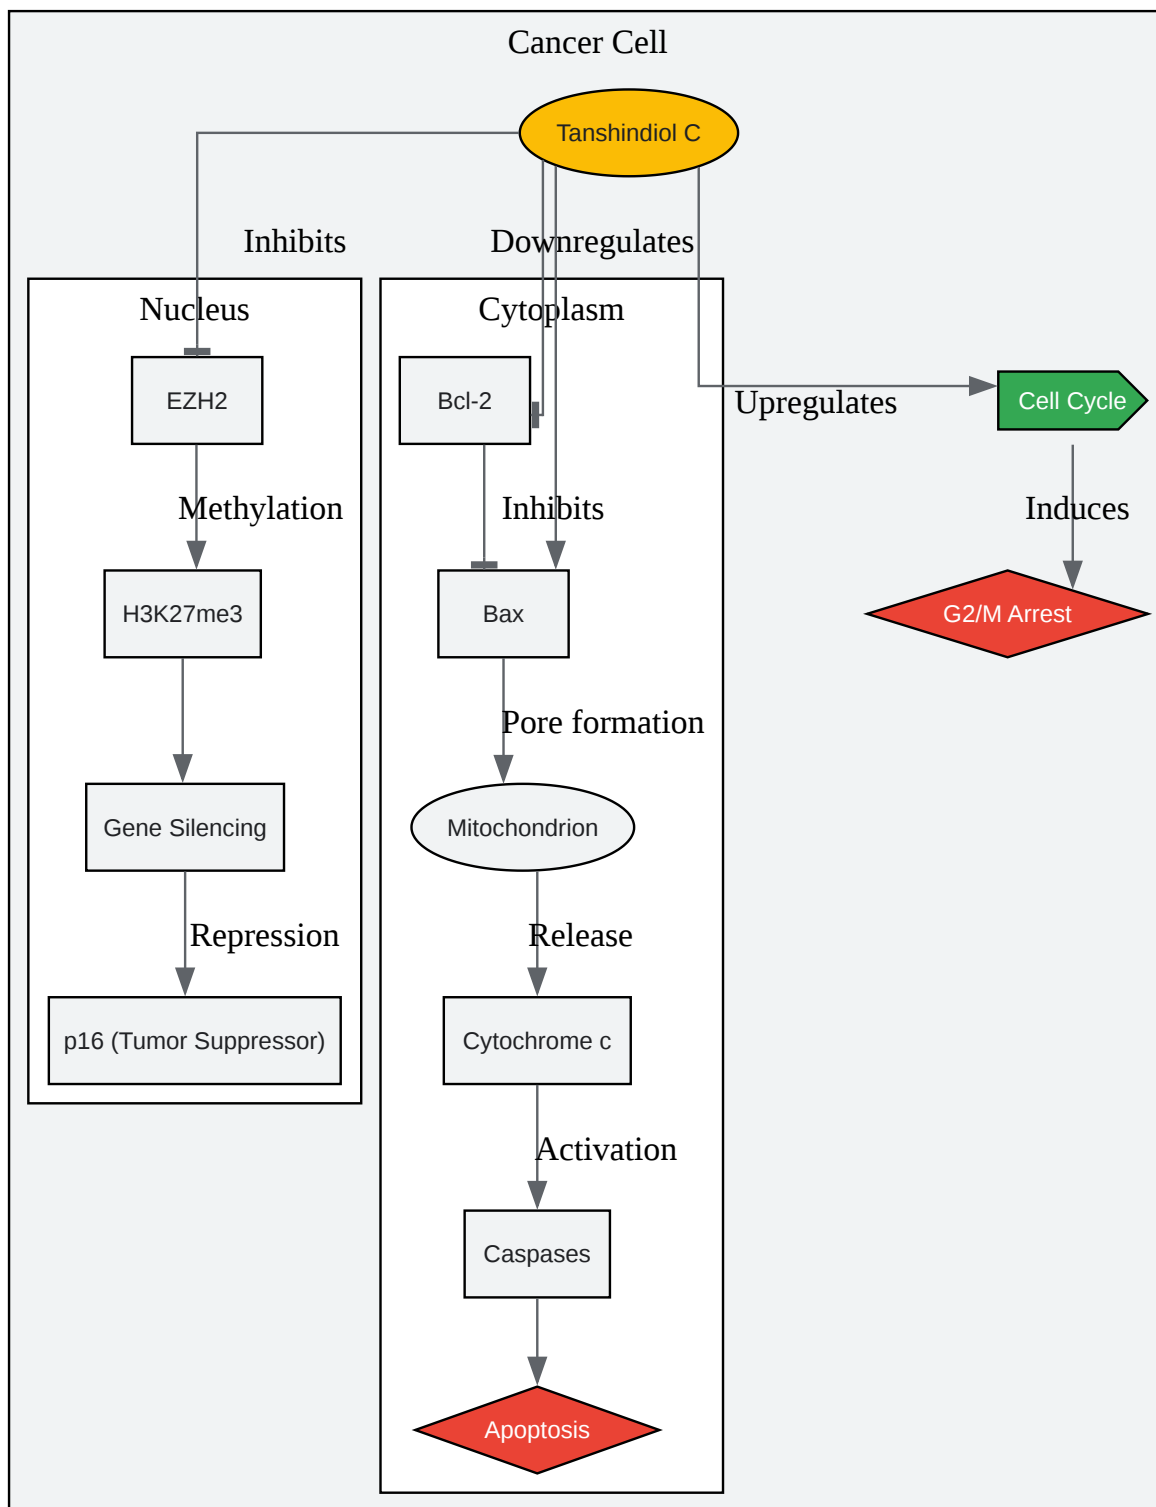 Cancer Cell
Tanshindiol C
Inhibits
Downregulates
Nucleus
Cytoplasm
EZH2
Bcl-2
Upregulates
Cell Cycle
Methylation
Inhibits
Induces
H3K27me3
Bax
G2/M Arrest
Pore formation
Gene Silencing
Mitochondrion
Repression
Release
p16 (Tumor Suppressor)
Cytochrome c
Activation
Caspases
Apoptosis